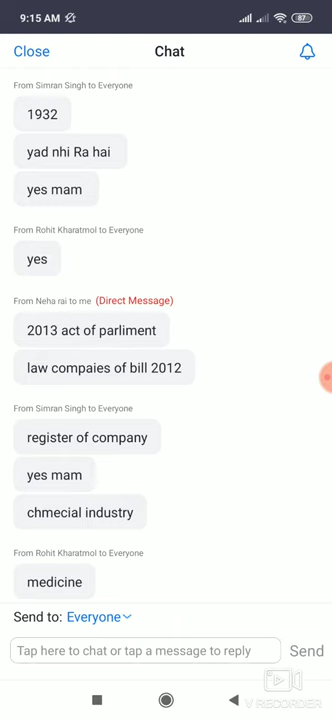 9:15 AM
87
Close
Chat
From Simran Singh to Everyone
1932
yad nhi Ra hai
yes mam
From Rohit Kharatmol to Everyone
yes
From Neha rai to me (Direct Message)
2013 act of parliment
law compaies of bill 2012
From Simran Singh to Everyone
register of company
yes mam
chmecial industry
From Rohit Kharatmol to Everyone
medicine
Send to: Everyone
Tap here to chat or tap a message to reply
Send
V RECORDER